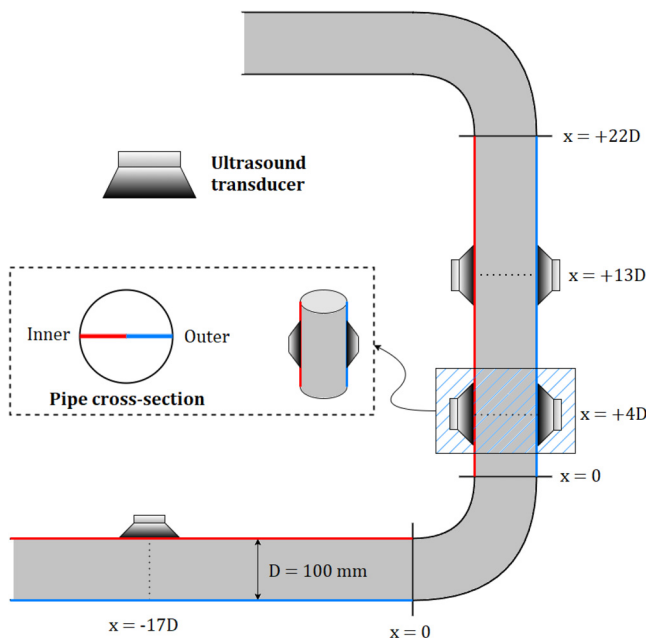 x = +22D
Ultrasound
transducer
x = +13D
Inner
Outer
Pipe cross-section
x = +4D
x = 0
D = 100 mm
x = -17D
x = 0